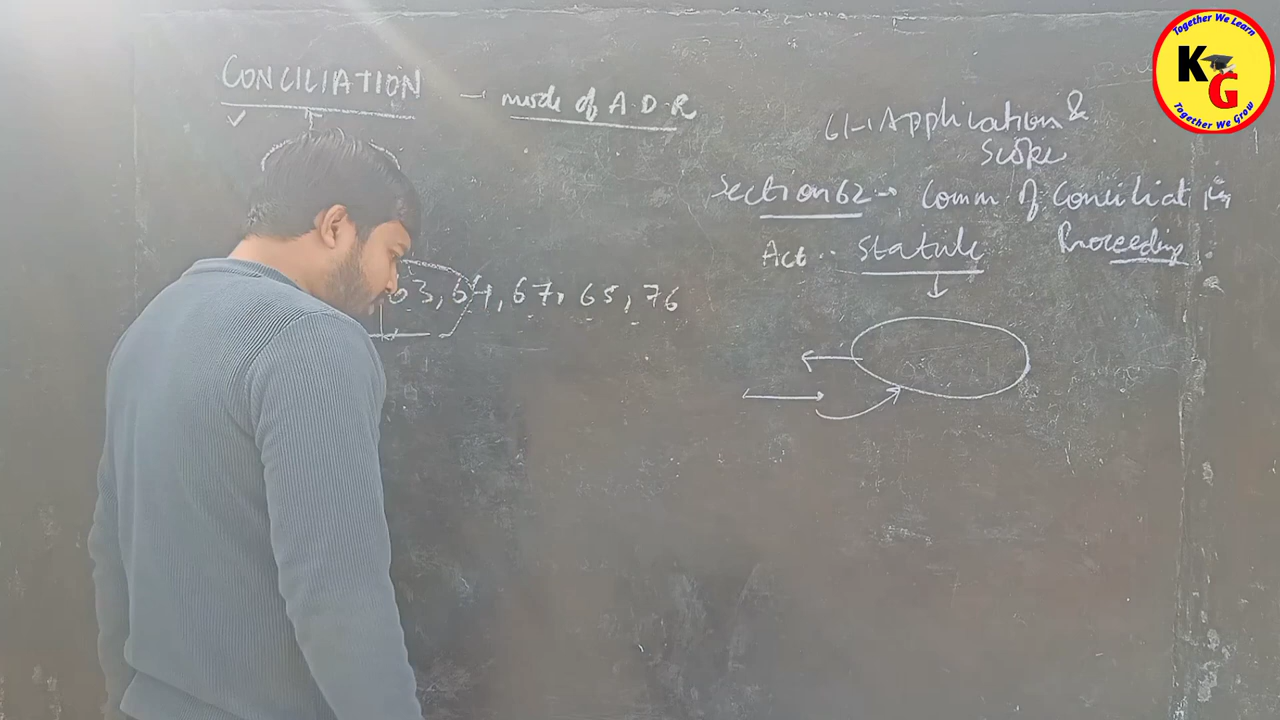 CONCILIATION → mode of A D R
61→Application &
Scope
Section 62→ Comm of Conciliation
Proceeding
Act.. Statute
63, 64, 67, 65, 76
Together We Learn
KG
Together We Grow